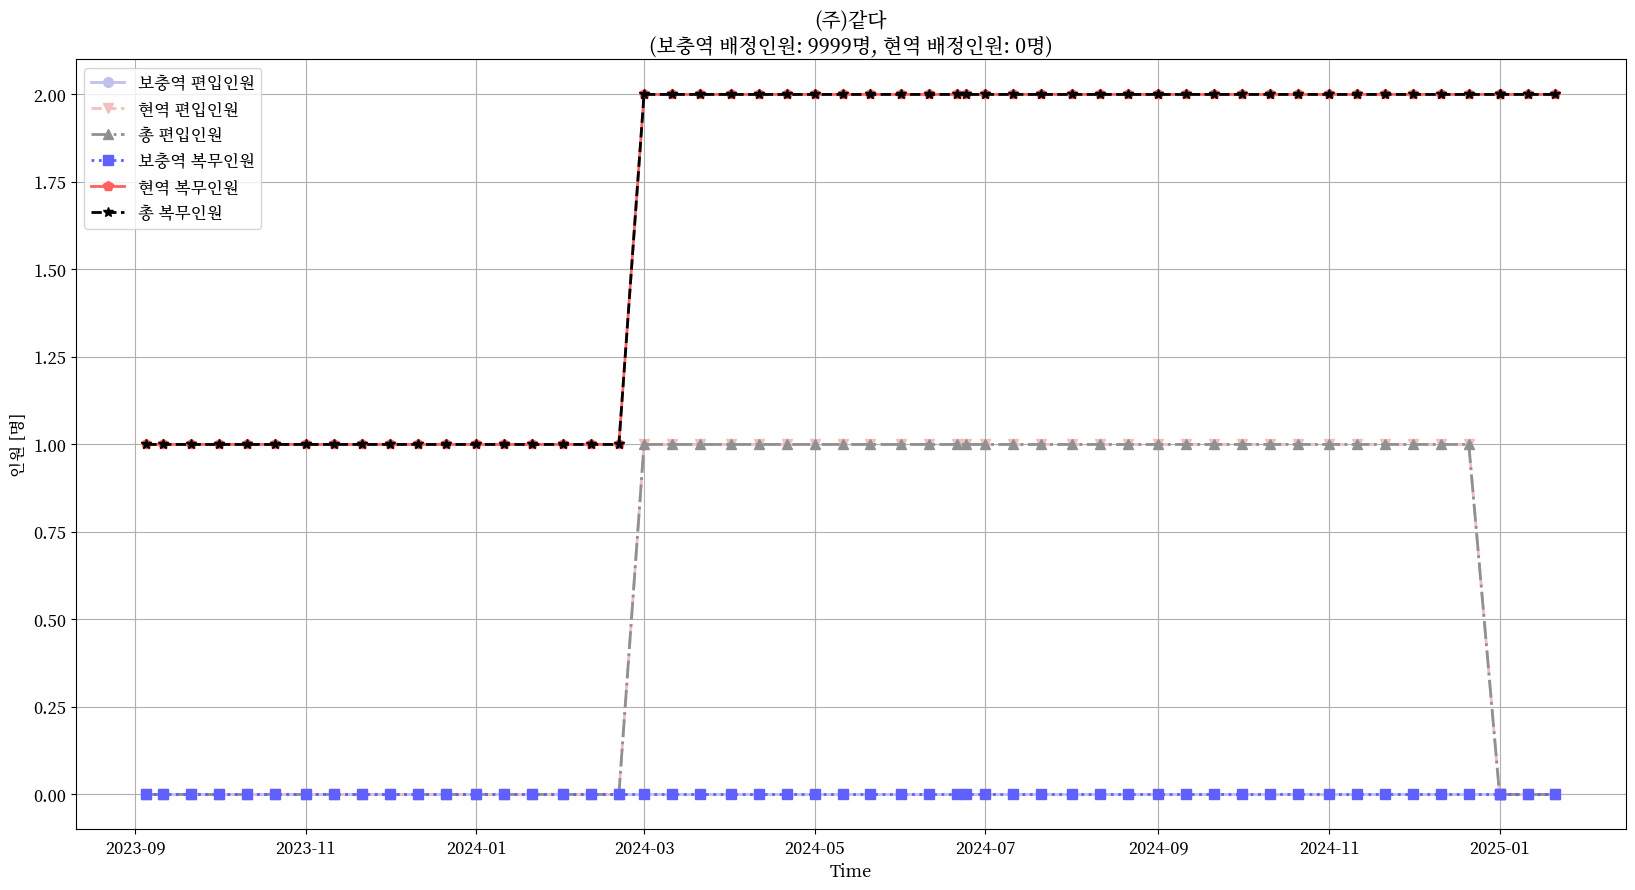 (주)같다
(보충역 배정인원: 9999명, 현역 배정인원: 0명)
보충역 편입인원
현역 편입인원
총 편입인원
보충역 복무인원
현역 복무인원
총 복무인원
인원 [명]
2.00
1.75
1.50
1.25
1.00
0.75
0.50
0.25
0.00
2023-09 2023-11 2024-01 2024-03 2024-05 2024-07 2024-09 2024-11 2025-01
Time